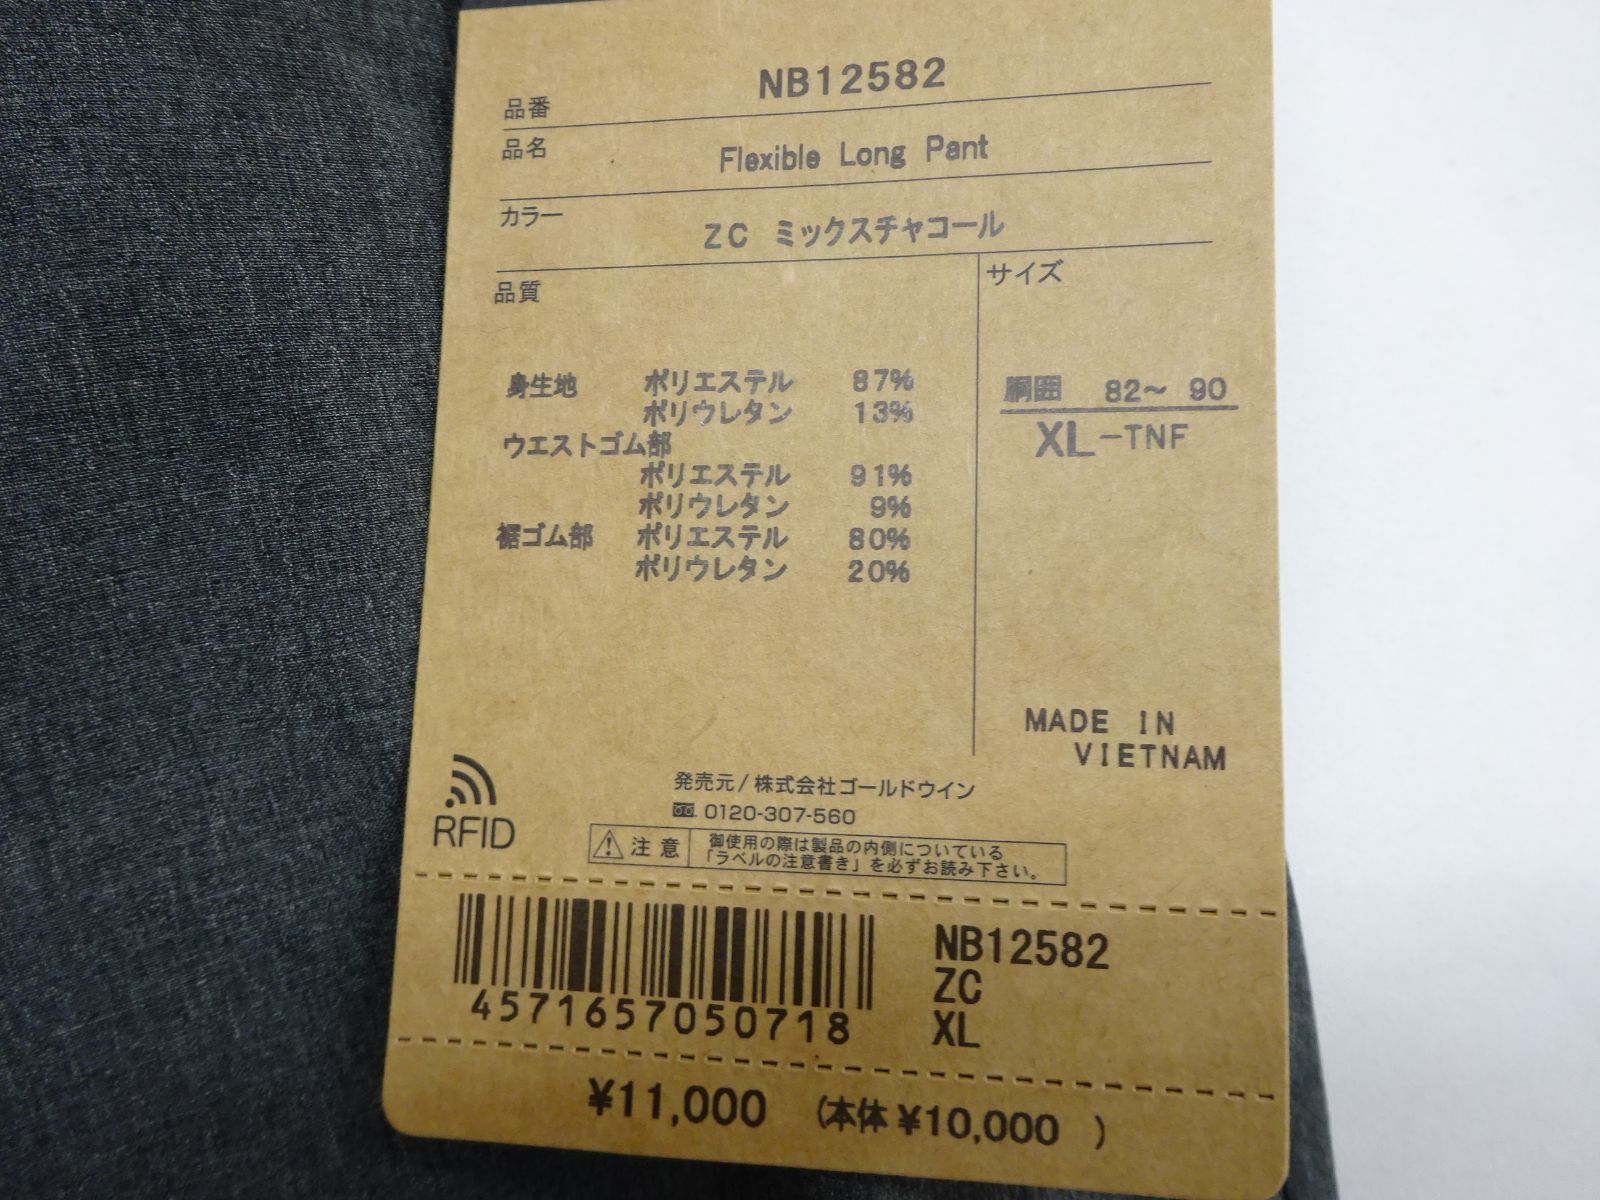 品番 NB12582
品名 Flexible Long Pant
カラー ZC ミックスチャコール
品質
身生地 ポリエステル 87%
ポリウレタン 13%
ウエストゴム部
ポリエステル 91%
ポリウレタン 9%
裾ゴム部 ポリエステル 80%
ポリウレタン 20%
サイズ
胴囲 82~ 90
XL-TNF
MADE IN
VIETNAM
RFID
発売元/株式会社ゴールドウイン
0120-307-560
注意
御使用の際は製品の内側についている
「ラベルの注意書き」を必ずお読み下さい。
4571657050718
NB12582
ZC
XL
¥11,000 (本体 ¥10,000 )